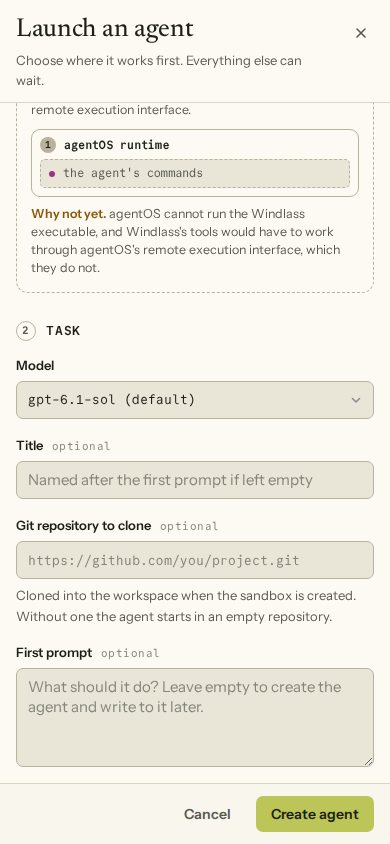 Launch an agent
Choose where it works first. Everything else can
wait.
remote execution interface.
1 agentOS runtime
the agent's commands
Why not yet. agentOS cannot run the Windlass
executable, and Windlass's tools would have to work
through agentOS's remote execution interface, which
they do not.
2 TASK
Model
gpt-6.1-sol (default)
Title optional
Named after the first prompt if left empty
Git repository to clone optional
https://github.com/you/project.git
Cloned into the workspace when the sandbox is created.
Without one the agent starts in an empty repository.
First prompt optional
What should it do? Leave empty to create the
agent and write to it later.
Cancel
Create agent